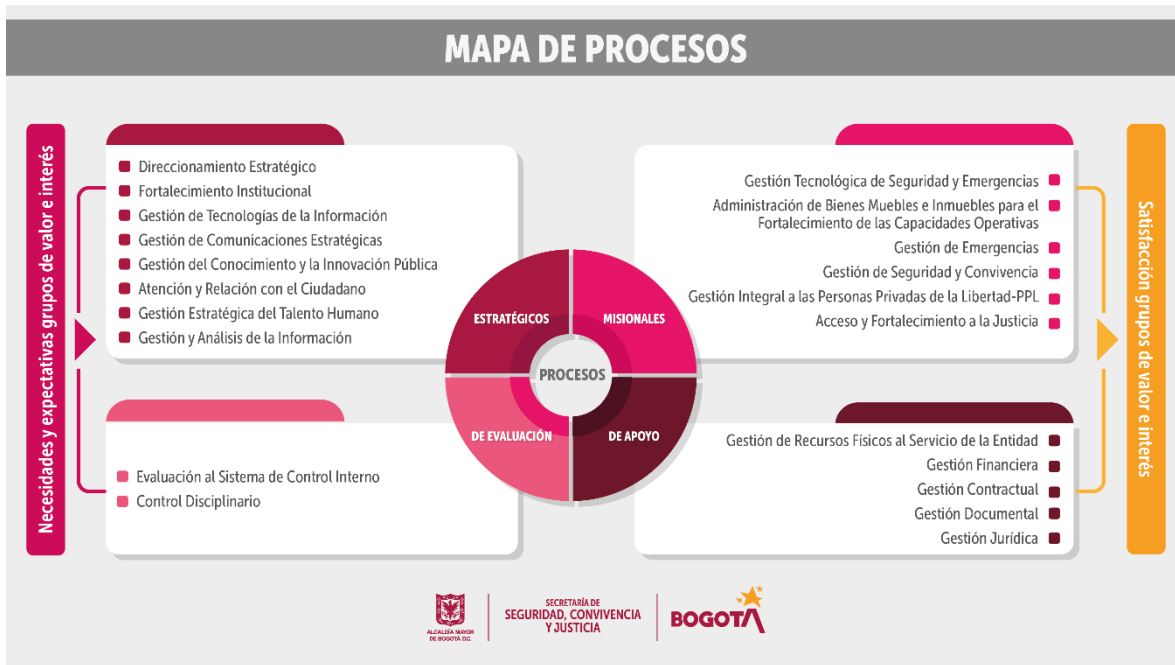 MAPA DE PROCESOS
Necesidades y expectativas grupos de valor e interés
Direccionamiento Estratégico
Fortalecimiento Institucional
Gestión de Tecnologías de la Información
Gestión de Comunicaciones Estratégicas
Gestión del Conocimiento y la Innovación Pública
Atención y Relación con el Ciudadano
Gestión Estratégica del Talento Humano
Gestión y Análisis de la Información
Evaluación al Sistema de Control Interno
Control Disciplinario
ESTRATÉGICOS
MISIONALES
PROCESOS
DE EVALUACIÓN
DE APOYO
Gestión Tecnológica de Seguridad y Emergencias
Administración de Bienes Muebles e Inmuebles para el
Fortalecimiento de las Capacidades Operativas
Gestión de Emergencias
Gestión de Seguridad y Convivencia
Gestión Integral a las Personas Privadas de la Libertad-PPL
Acceso y Fortalecimiento a la Justicia
Gestión de Recursos Físicos al Servicio de la Entidad
Gestión Financiera
Gestión Contractual
Gestión Documental
Gestión Jurídica
Satisfacción grupos de valor e interés
ALCALDÍA MAYOR
DE BOGOTÁ D.C.
SECRETARÍA DE
SEGURIDAD, CONVIVENCIA
Y JUSTICIA
BOGOTÁ